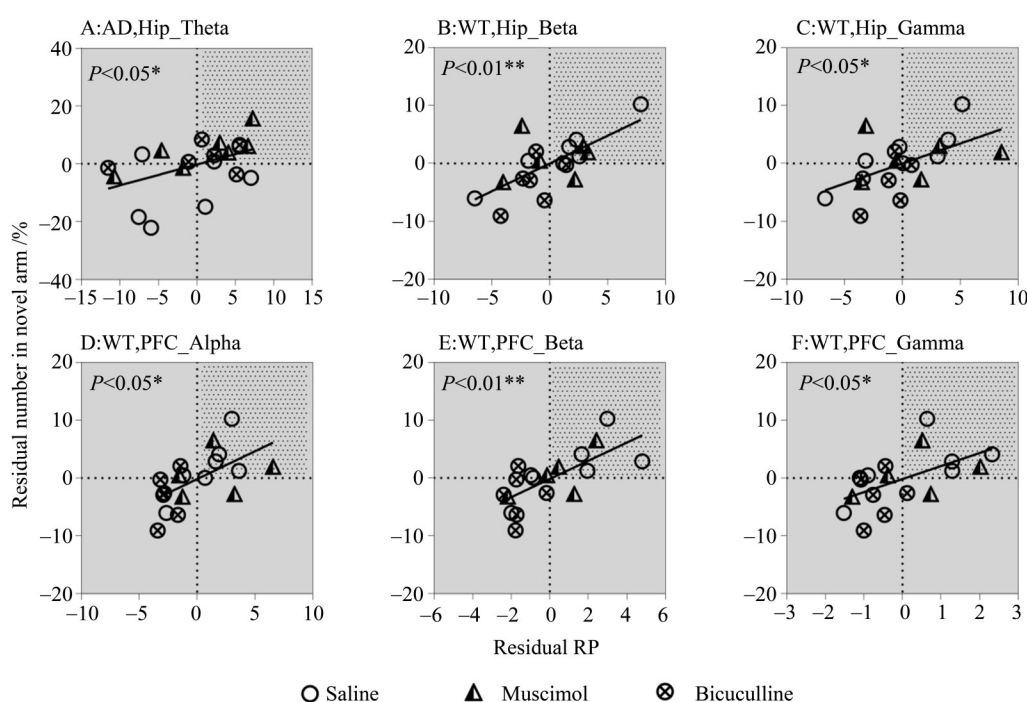 A:AD,Hip_Theta
B:WT,Hip_Beta
C:WT,Hip_Gamma
40
20
0
−20
−40
P<0.05*
−15 −10 −5 0 5 10 15
20
10
0
−10
−20
P<0.01**
−10 −5 0 5 10
20
10
0
−10
−20
P<0.05*
−10 −5 0 5 10
Residual number in novel arm /%
D:WT,PFC_Alpha
E:WT,PFC_Beta
F:WT,PFC_Gamma
20
10
0
−10
−20
P<0.05*
−10 −5 0 5 10
20
10
0
−10
−20
P<0.01**
−6 −4 −2 0 2 4 6
20
10
0
−10
−20
P<0.05*
−3 −2 −1 0 1 2 3
Residual RP
Saline Muscimol Bicuculline